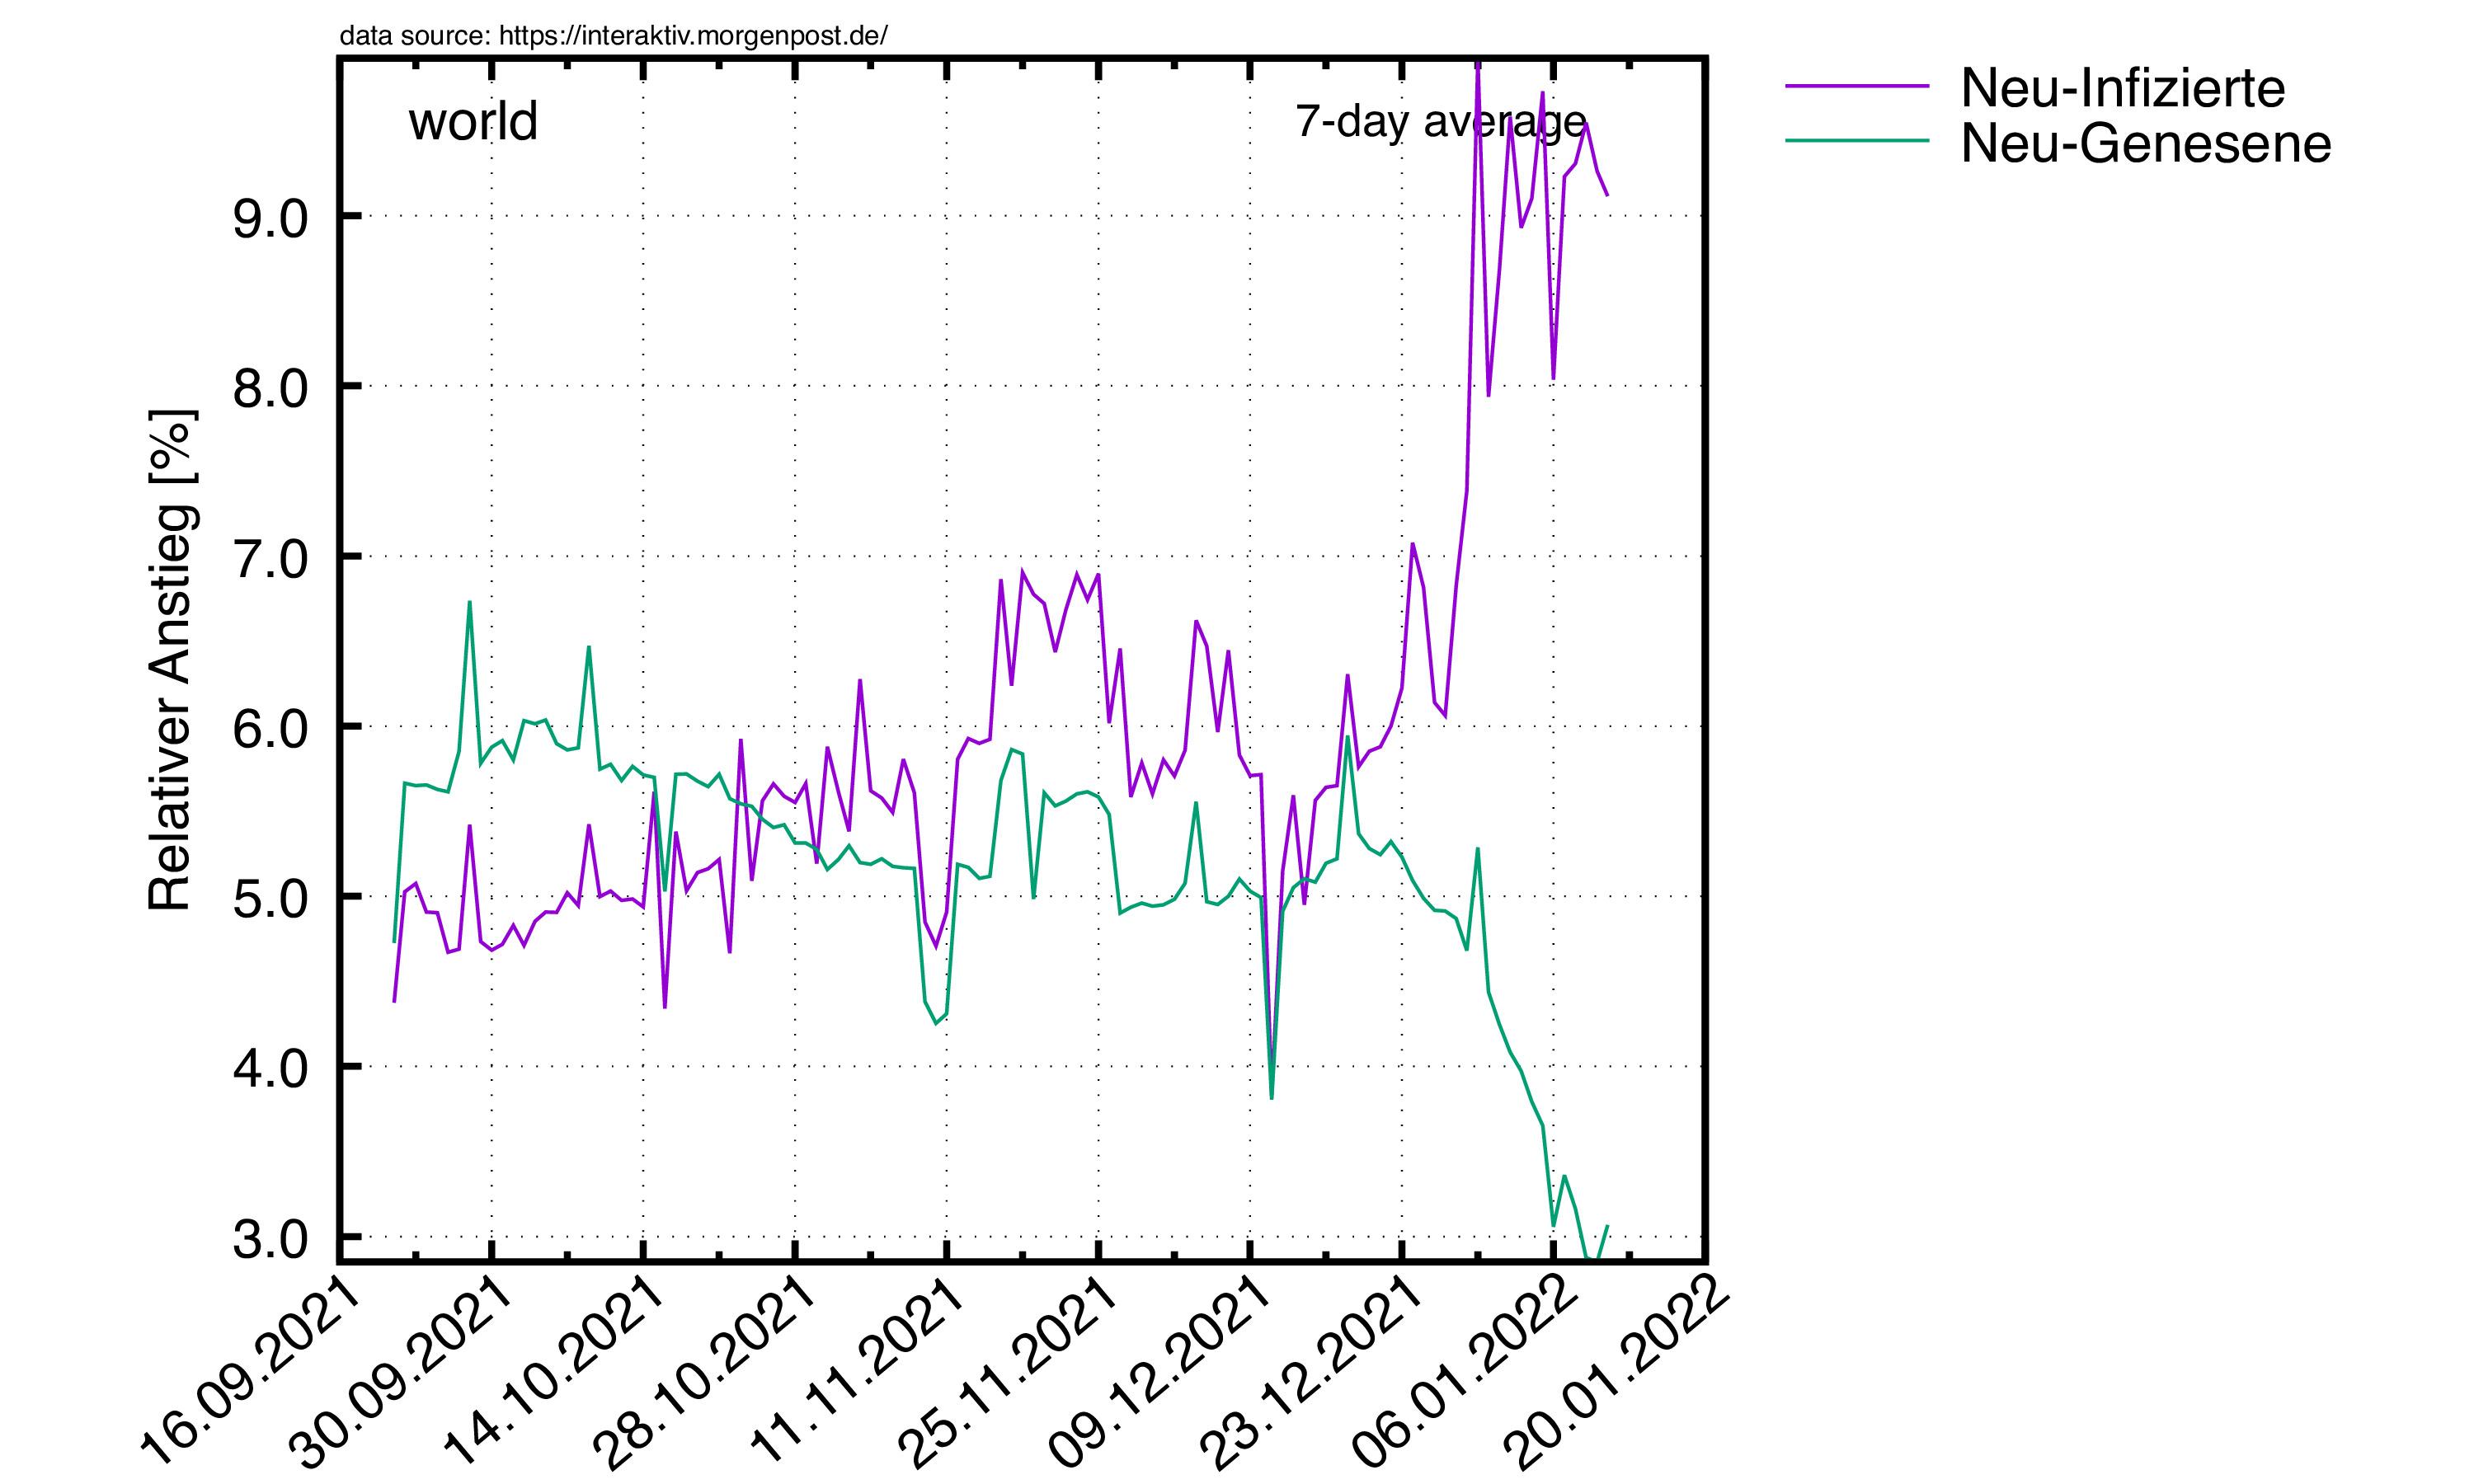 data source: https://interaktiv.morgenpost.de/
world
7-day average
Neu-Infizierte
Neu-Genesene
Relativer Anstieg [%]
9.0
8.0
7.0
6.0
5.0
4.0
3.0
16.09.2021
30.09.2021
14.10.2021
28.10.2021
11.11.2021
25.11.2021
09.12.2021
23.12.2021
06.01.2022
20.01.2022